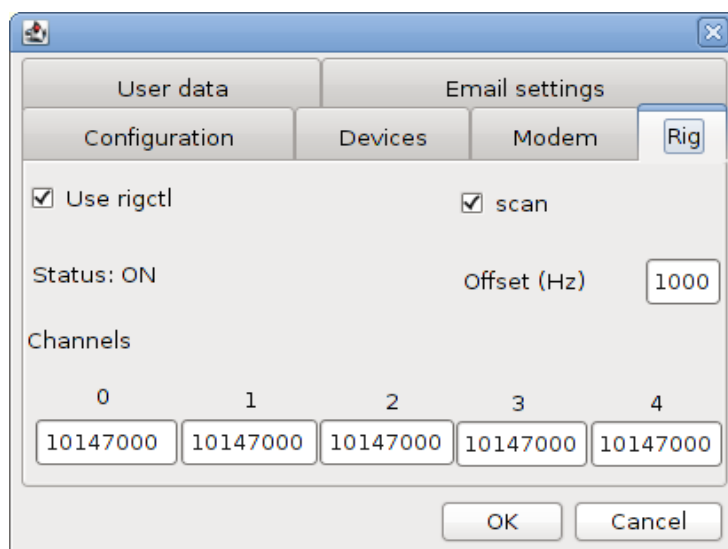 User data Email settings
Configuration Devices Modem Rig
Use rigctl scan
Status: ON Offset (Hz) 1000
Channels
0 1 2 3 4
10147000 10147000 10147000 10147000 10147000
OK Cancel